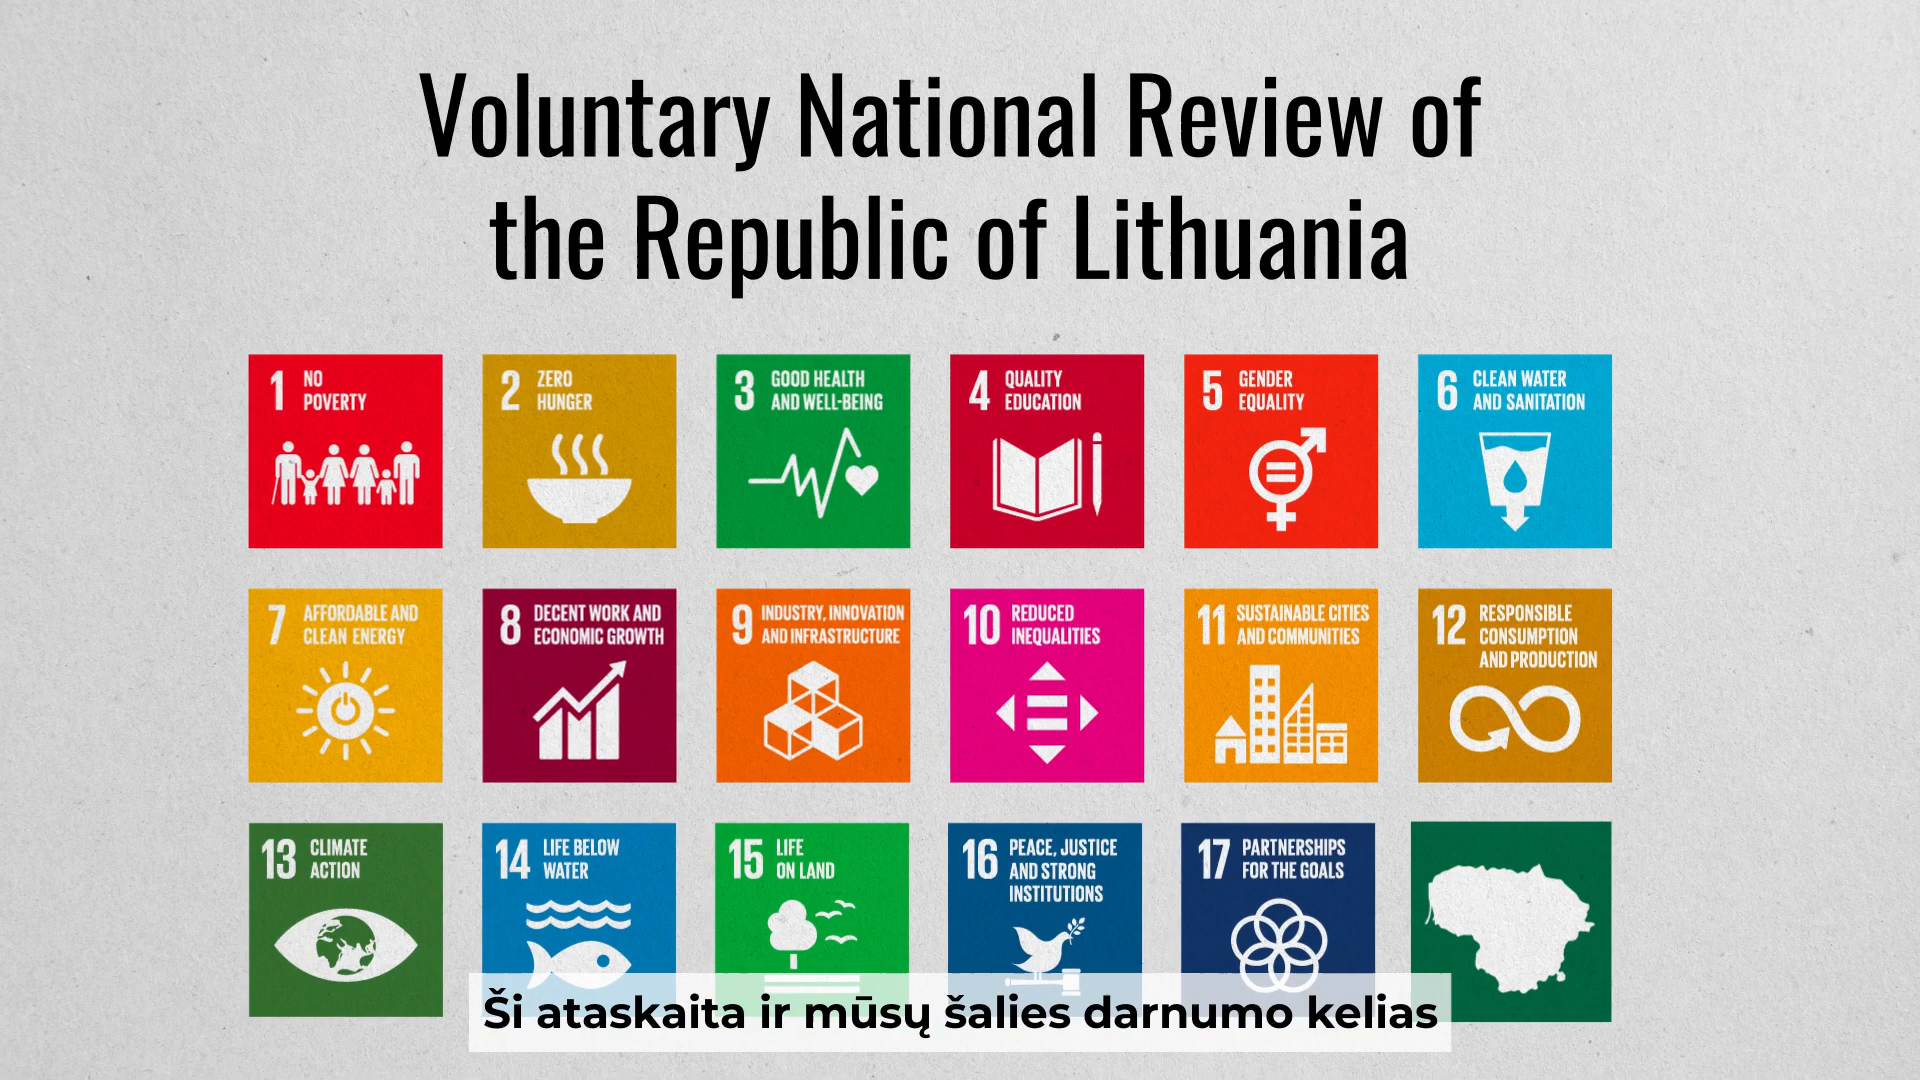 Voluntary National Review of
the Republic of Lithuania
1 NO
POVERTY
2 ZERO
HUNGER
3 GOOD HEALTH
AND WELL-BEING
4 QUALITY
EDUCATION
5 GENDER
EQUALITY
6 CLEAN WATER
AND SANITATION
7 AFFORDABLE AND
CLEAN ENERGY
8 DECENT WORK AND
ECONOMIC GROWTH
9 INDUSTRY, INNOVATION
AND INFRASTRUCTURE
10 REDUCED
INEQUALITIES
11 SUSTAINABLE CITIES
AND COMMUNITIES
12 RESPONSIBLE
CONSUMPTION
AND PRODUCTION
13 CLIMATE
ACTION
14 LIFE BELOW
WATER
15 LIFE
ON LAND
16 PEACE, JUSTICE
AND STRONG
INSTITUTIONS
17 PARTNERSHIPS
FOR THE GOALS
Ši ataskaita ir mūsų šalies darnumo kelias